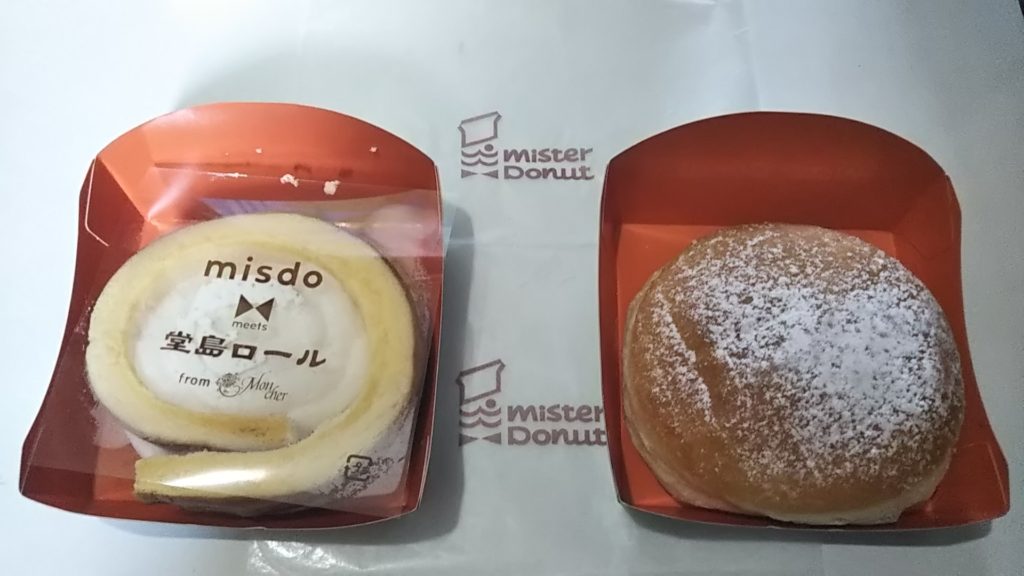 misdo
meets
堂島ロール
from Mon cher
mister
Donut
mister
Donut